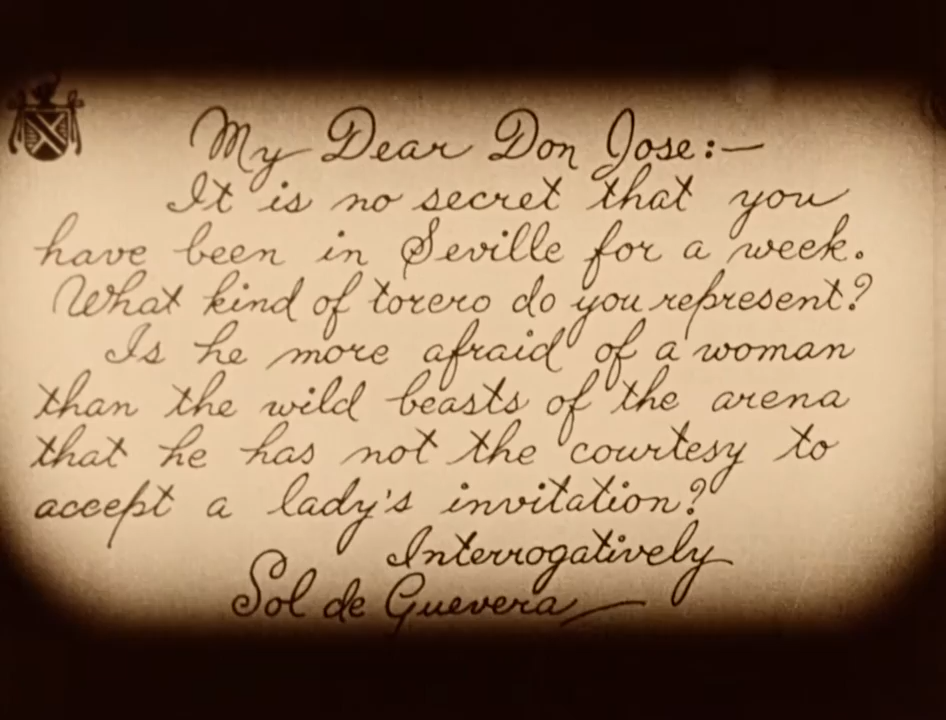 My Dear Don Jose:—
It is no secret that you
have been in Seville for a week.
What kind of torero do you represent?
Is he more afraid of a woman
than the wild beasts of the arena
that he has not the courtesy to
accept a lady's invitation?
Interrogatively
Sol de Guevera